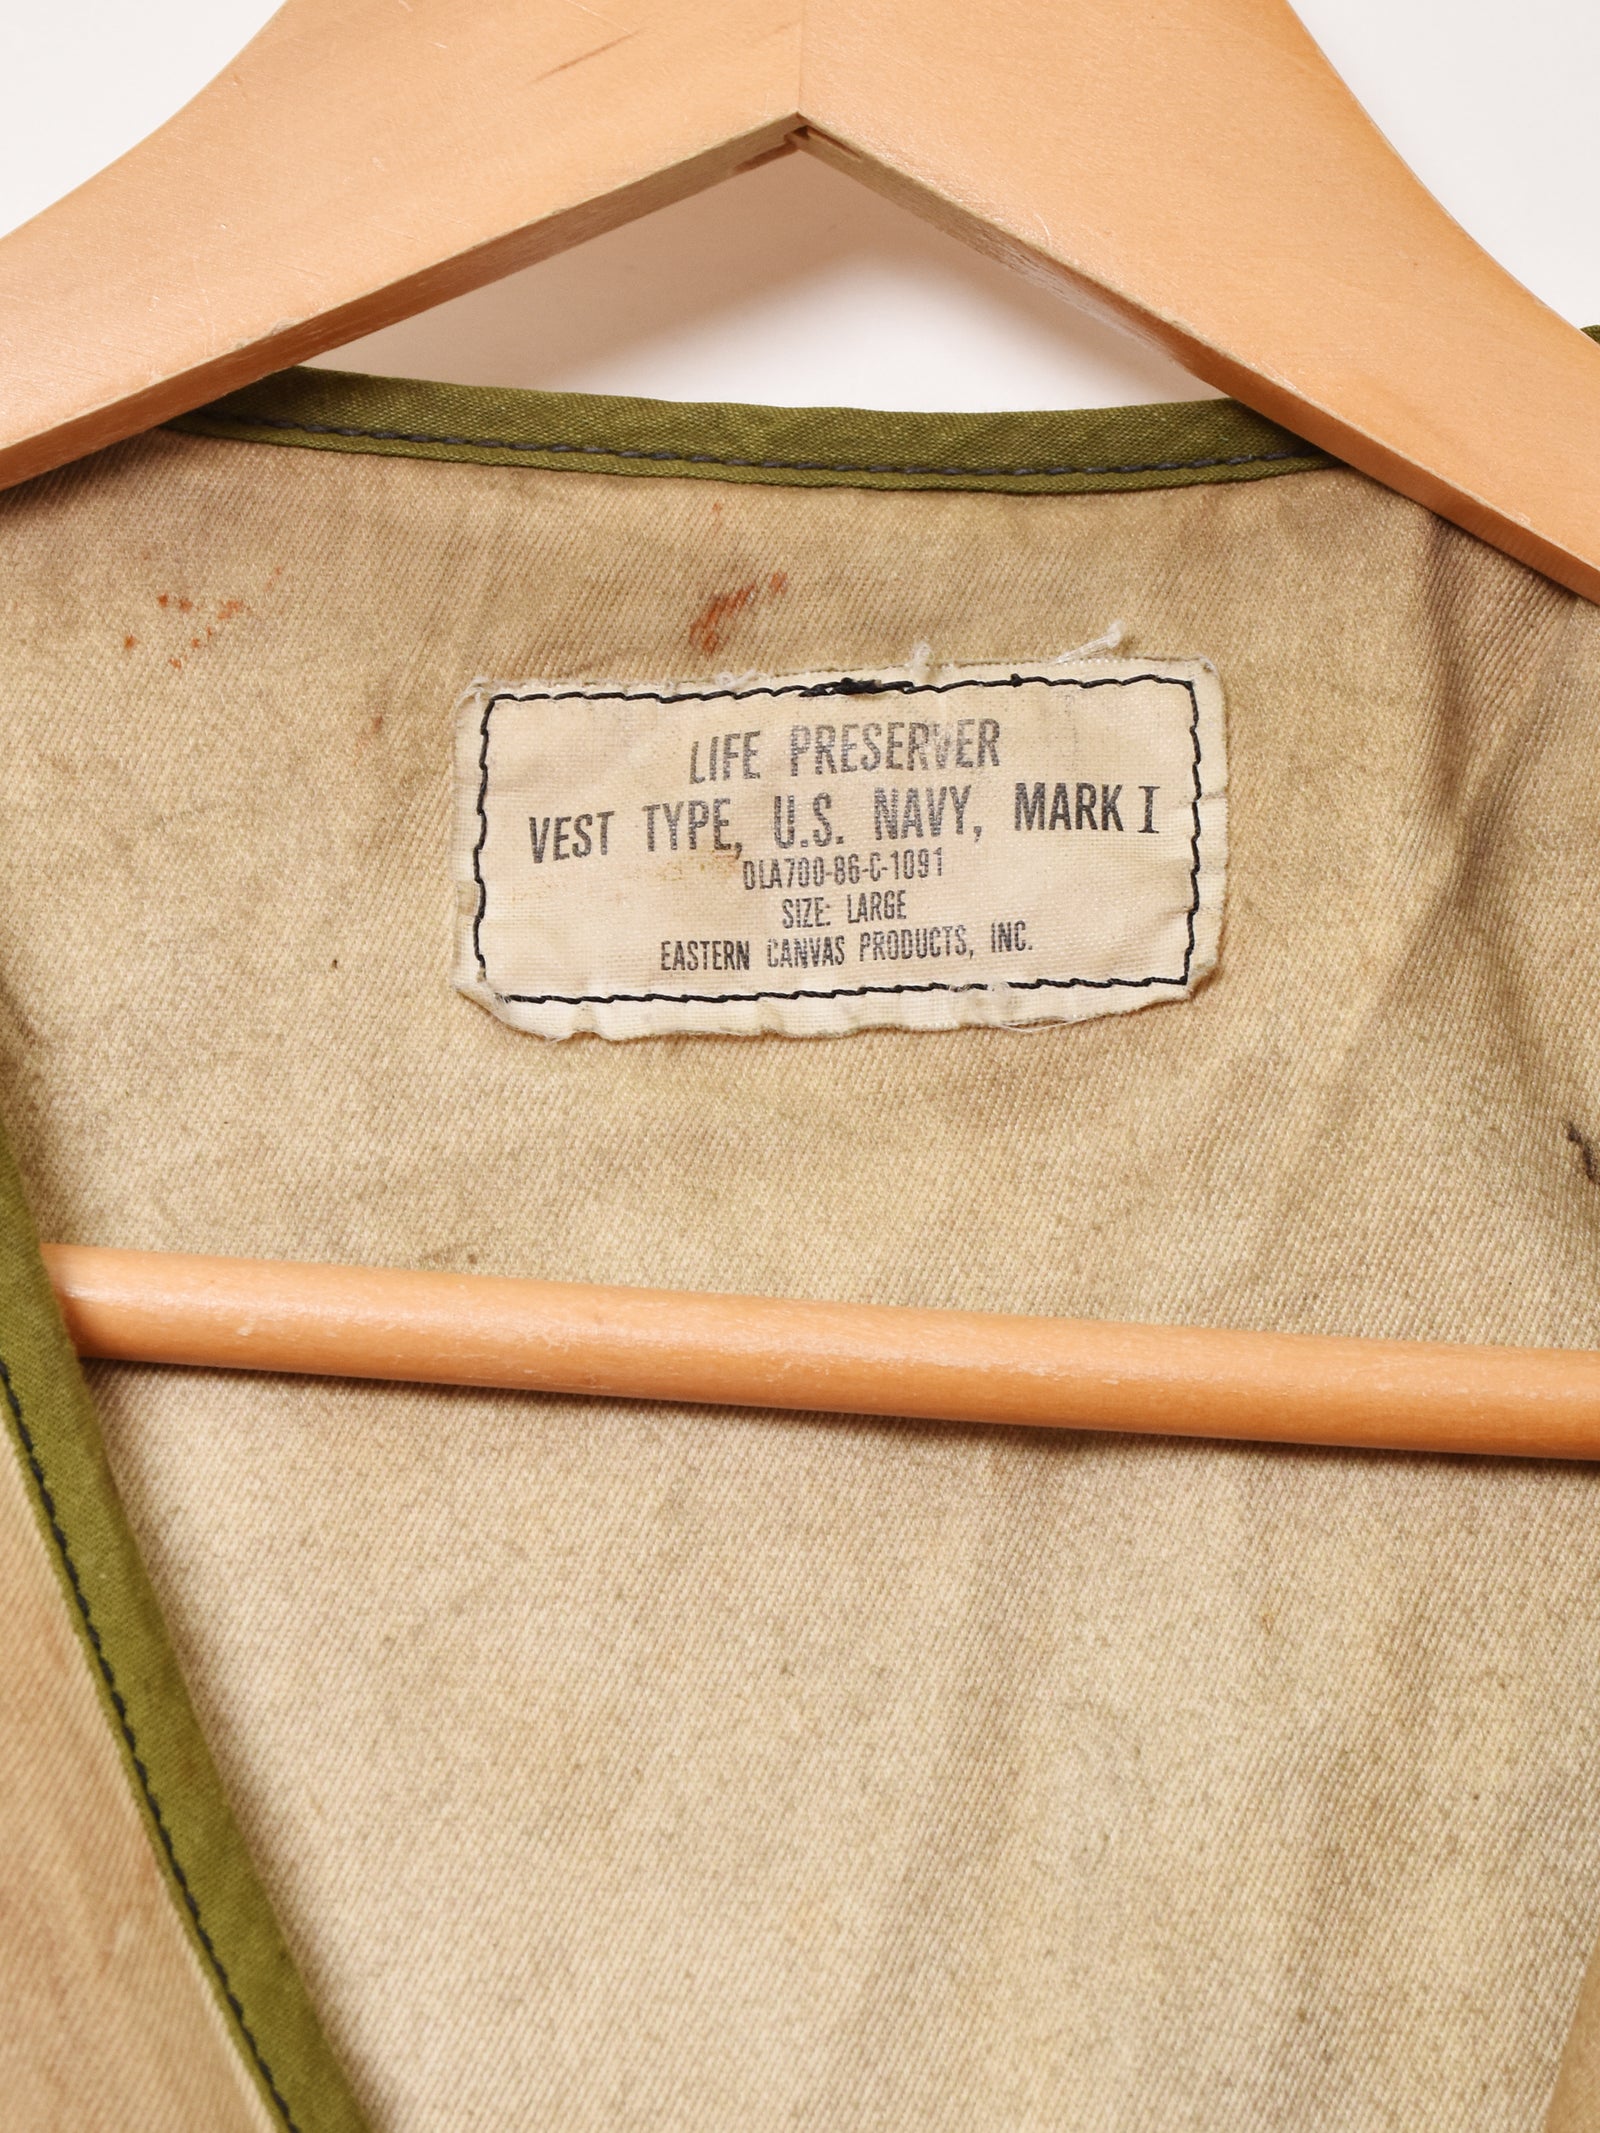 LIFE PRESERVER
VEST TYPE, U.S. NAVY, MARK I
DLA700-86-C-1091
SIZE: LARGE
EASTERN CANVAS PRODUCTS, INC.